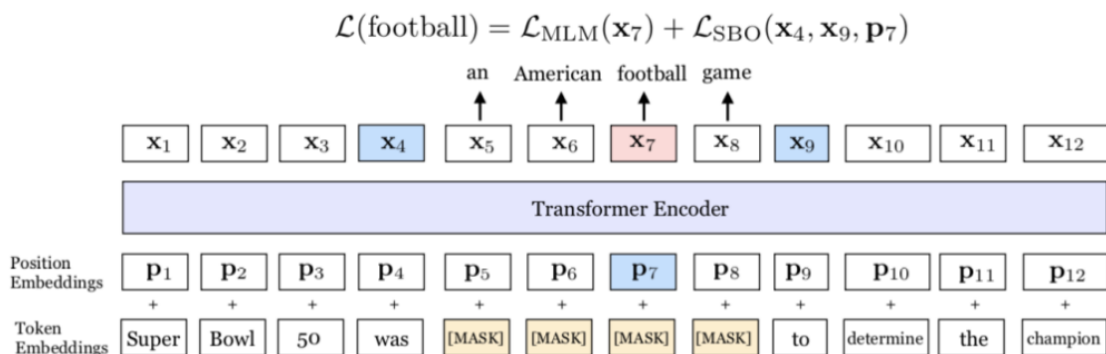 ℒ(football) = ℒ_MLM(x₇) + ℒ_SBO(x₄, x₉, p₇)
an American football game
x₁ x₂ x₃ x₄ x₅ x₆ x₇ x₈ x₉ x₁₀ x₁₁ x₁₂
Transformer Encoder
Position Embeddings p₁ p₂ p₃ p₄ p₅ p₆ p₇ p₈ p₉ p₁₀ p₁₁ p₁₂
+ + + + + + + + + + + +
Token Embeddings Super Bowl 50 was [MASK] [MASK] [MASK] [MASK] to determine the champion